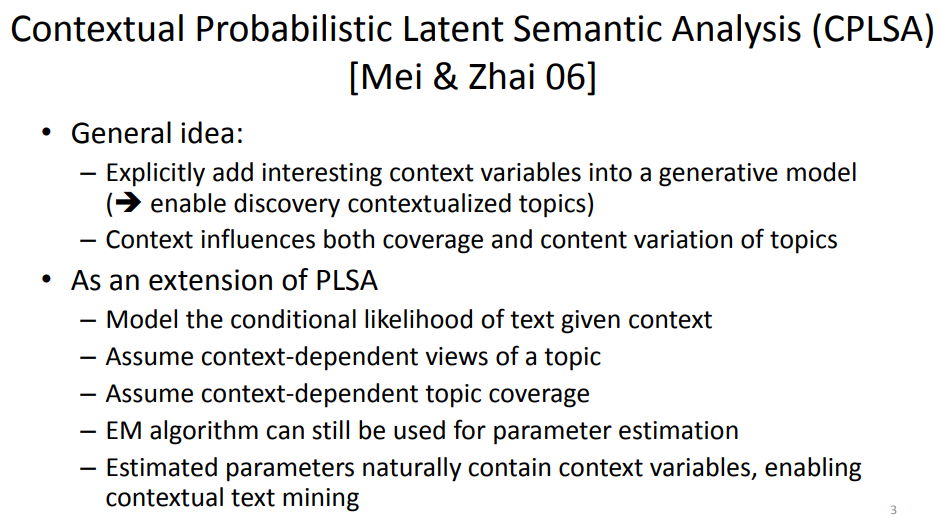 Contextual Probabilistic Latent Semantic Analysis (CPLSA)
[Mei & Zhai 06]
• General idea:
– Explicitly add interesting context variables into a generative model
(➔ enable discovery contextualized topics)
– Context influences both coverage and content variation of topics
• As an extension of PLSA
– Model the conditional likelihood of text given context
– Assume context-dependent views of a topic
– Assume context-dependent topic coverage
– EM algorithm can still be used for parameter estimation
– Estimated parameters naturally contain context variables, enabling
contextual text mining
3